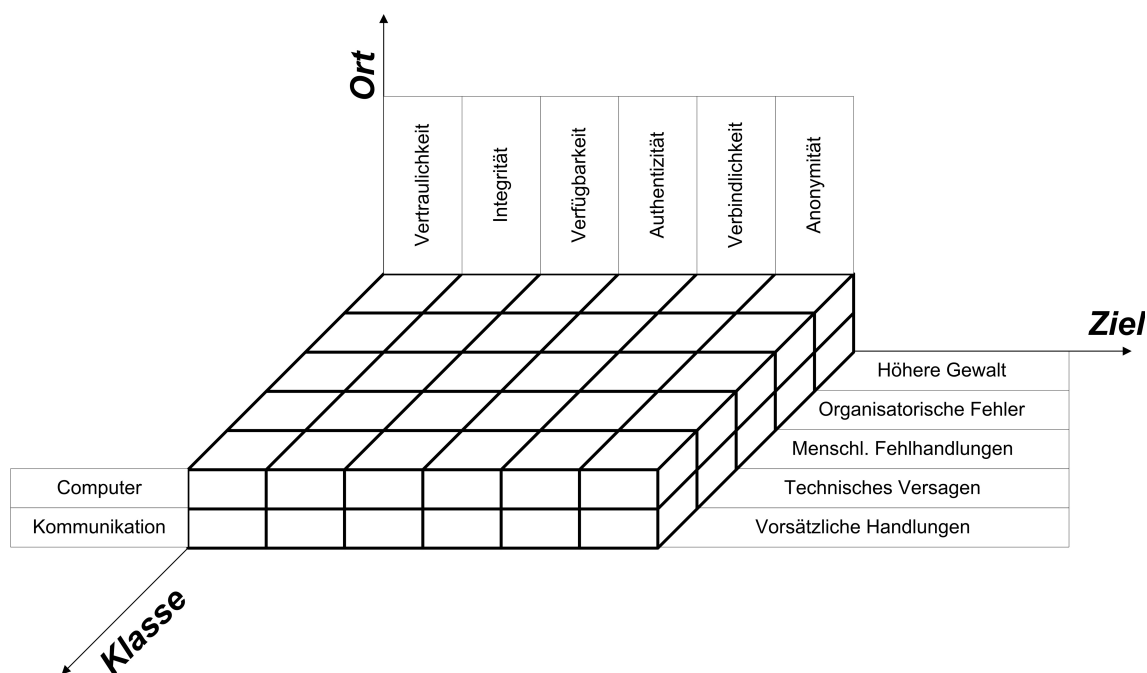 Ort
Vertraulichkeit
Integrität
Verfügbarkeit
Authentizität
Verbindlichkeit
Anonymität
Ziel
Höhere Gewalt
Organisatorische Fehler
Menschl. Fehlhandlungen
Computer
Technisches Versagen
Kommunikation
Vorsätzliche Handlungen
Klasse